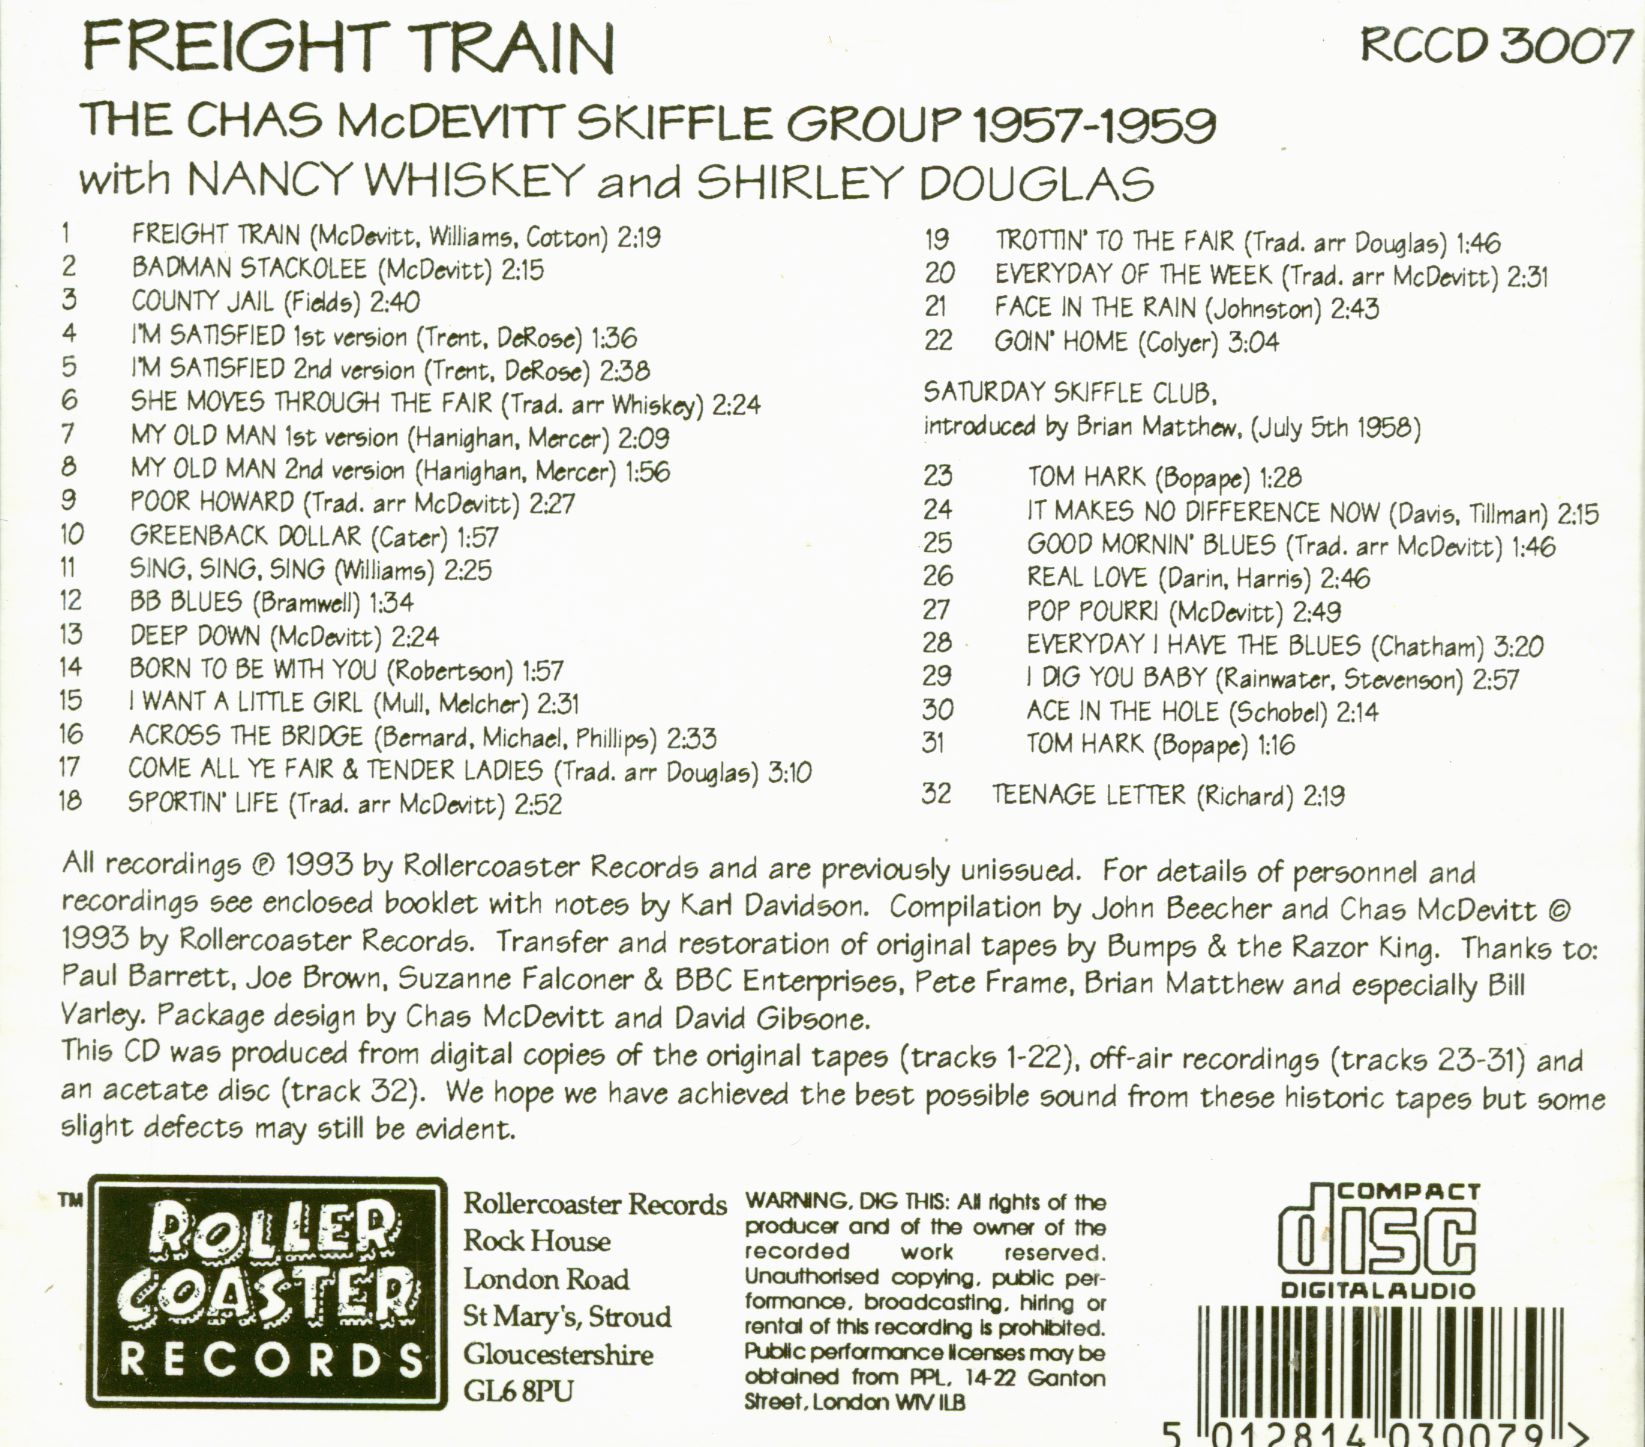 FREIGHT TRAIN
RCCD 3007
THE CHAS McDEVITT SKIFFLE GROUP 1957-1959
with NANCY WHISKEY and SHIRLEY DOUGLAS
1 FREIGHT TRAIN (McDevitt, Williams, Cotton) 2:19
2 BADMAN STACKOLEE (McDevitt) 2:15
3 COUNTY JAIL (Fields) 2:40
4 I'M SATISFIED 1st version (Trent, DeRose) 1:36
5 I'M SATISFIED 2nd version (Trent, DeRose) 2:38
6 SHE MOVES THROUGH THE FAIR (Trad. arr Whiskey) 2:24
7 MY OLD MAN 1st version (Hanighan, Mercer) 2:09
8 MY OLD MAN 2nd version (Hanighan, Mercer) 1:56
9 POOR HOWARD (Trad. arr McDevitt) 2:27
10 GREENBACK DOLLAR (Cater) 1:57
11 SING, SING, SING (Williams) 2:25
12 BB BLUES (Bramwell) 1:34
13 DEEP DOWN (McDevitt) 2:24
14 BORN TO BE WITH YOU (Robertson) 1:57
15 I WANT A LITTLE GIRL (Mull, Melcher) 2:31
16 ACROSS THE BRIDGE (Bernard, Michael, Phillips) 2:33
17 COME ALL YE FAIR & TENDER LADIES (Trad. arr Douglas) 3:10
18 SPORTIN' LIFE (Trad. arr McDevitt) 2:52
19 TROTTIN' TO THE FAIR (Trad. arr Douglas) 1:46
20 EVERYDAY OF THE WEEK (Trad. arr McDevitt) 2:31
21 FACE IN THE RAIN (Johnston) 2:43
22 GOIN' HOME (Colyer) 3:04
SATURDAY SKIFFLE CLUB,
introduced by Brian Matthew, (July 5th 1958)
23 TOM HARK (Bopape) 1:28
24 IT MAKES NO DIFFERENCE NOW (Davis, Tillman) 2:15
25 GOOD MORNIN' BLUES (Trad. arr McDevitt) 1:46
26 REAL LOVE (Darin, Harris) 2:46
27 POP POURRI (McDevitt) 2:49
28 EVERYDAY I HAVE THE BLUES (Chatham) 3:20
29 I DIG YOU BABY (Rainwater, Stevenson) 2:57
30 ACE IN THE HOLE (Schobel) 2:14
31 TOM HARK (Bopape) 1:16
32 TEENAGE LETTER (Richard) 2:19
All recordings ℗ 1993 by Rollercoaster Records and are previously unissued. For details of personnel and
recordings see enclosed booklet with notes by Karl Davidson. Compilation by John Beecher and Chas McDevitt ©
1993 by Rollercoaster Records. Transfer and restoration of original tapes by Bumps & the Razor King. Thanks to:
Paul Barrett, Joe Brown, Suzanne Falconer & BBC Enterprises, Pete Frame, Brian Matthew and especially Bill
Varley. Package design by Chas McDevitt and David Gibsone.
This CD was produced from digital copies of the original tapes (tracks 1-22), off-air recordings (tracks 23-31) and
an acetate disc (track 32). We hope we have achieved the best possible sound from these historic tapes but some
slight defects may still be evident.
TM
ROLLER
COASTER
RECORDS
Rollercoaster Records
Rock House
London Road
St Mary's, Stroud
Gloucestershire
GL6 8PU
WARNING, DIG THIS: All rights of the
producer and of the owner of the
recorded work reserved.
Unauthorised copying, public per-
formance, broadcasting, hiring or
rental of this recording is prohibited.
Public performance licenses may be
obtained from PPL, 14-22 Ganton
Street, London W1V 1LB
COMPACT
disc
DIGITAL AUDIO
5 012814 030079 >